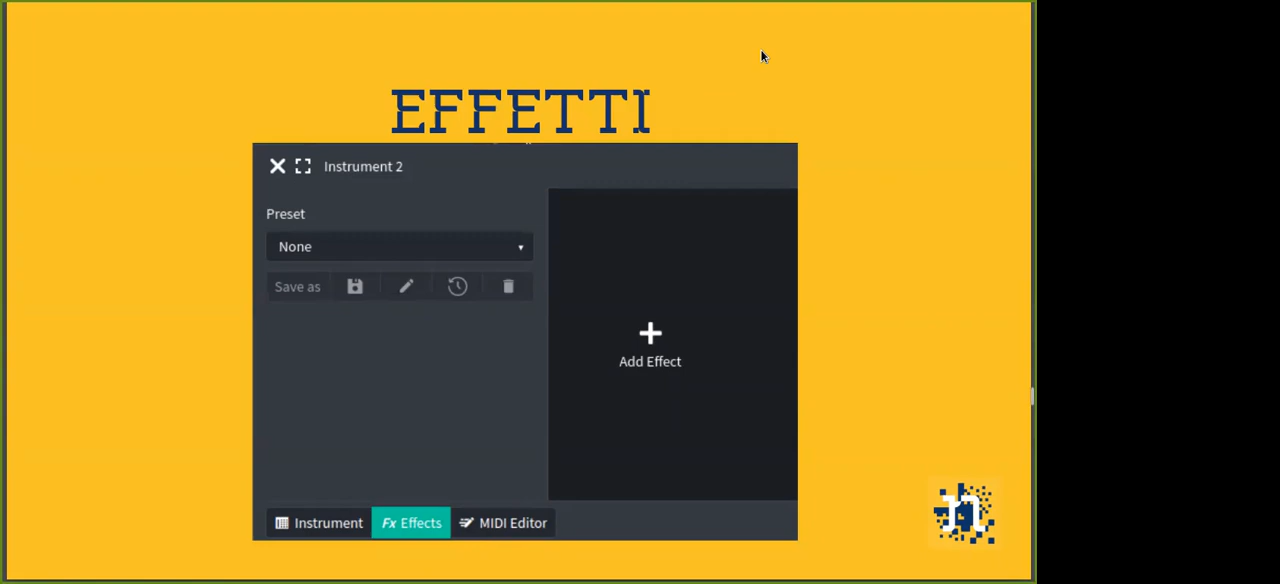 EFFETTI
Instrument 2
Preset
None
Save as
Add Effect
Instrument
Fx Effects
MIDI Editor
n